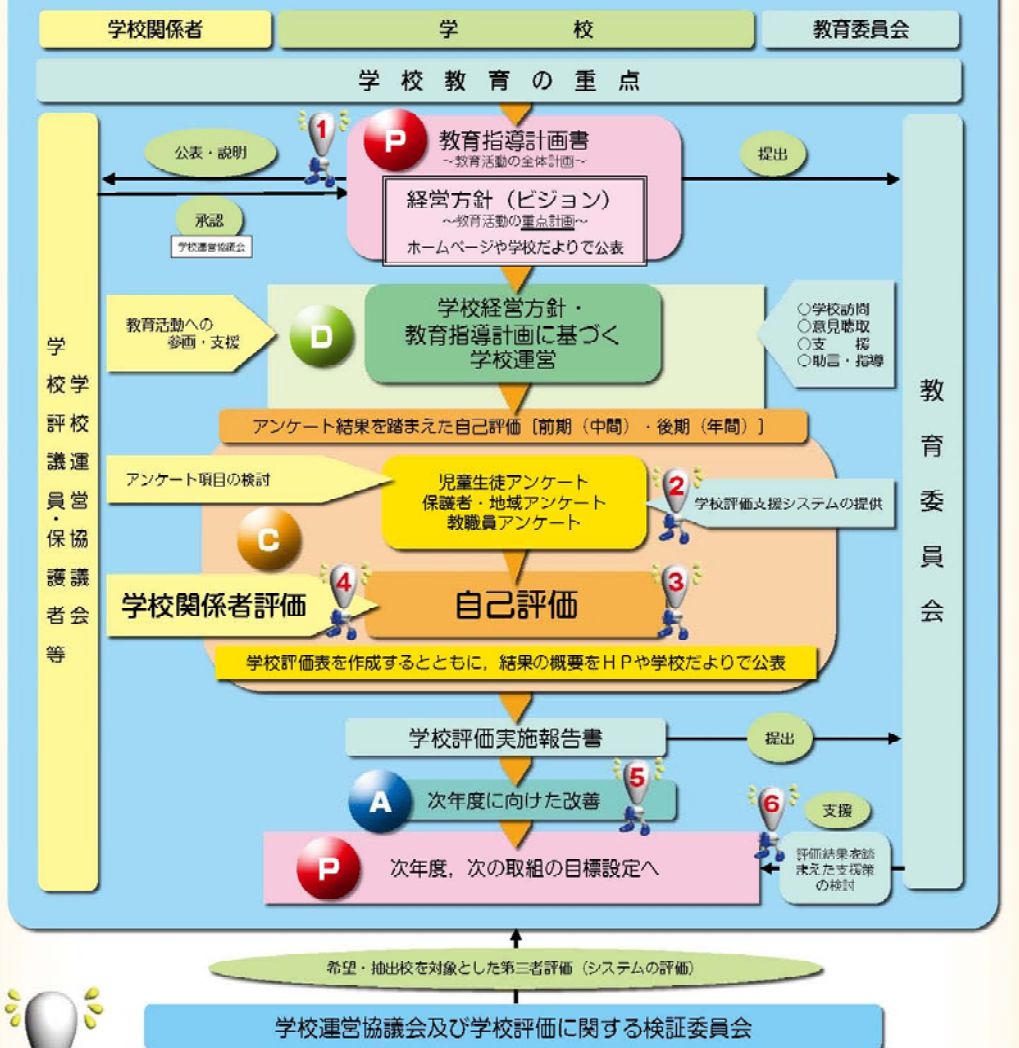 学校関係者
学校
教育委員会
学校教育の重点
1
P
教育指導計画書
～教育活動の全体計画～
公表・説明
提出
経営方針（ビジョン）
～教育活動の重点計画～
ホームページや学校だよりで公表
承認
学校運営協議会
教育活動への
参画・支援
D
学校経営方針・
教育指導計画に基づく
学校運営
○学校訪問
○意見聴取
○支援
○助言・指導
学校運営協議会
学校評議員・保護者等
教育委員会
アンケート結果を踏まえた自己評価［前期（中間）・後期（年間）］
アンケート項目の検討
児童生徒アンケート
保護者・地域アンケート
教職員アンケート
2
学校評価支援システムの提供
C
学校関係者評価
4
自己評価
3
学校評価表を作成するとともに，結果の概要をＨＰや学校だよりで公表
学校評価実施報告書
提出
A
次年度に向けた改善
5
P
次年度，次の取組の目標設定へ
6
支援
評価結果を踏
まえた支援策
の検討
希望・抽出校を対象とした第三者評価（システムの評価）
学校運営協議会及び学校評価に関する検証委員会